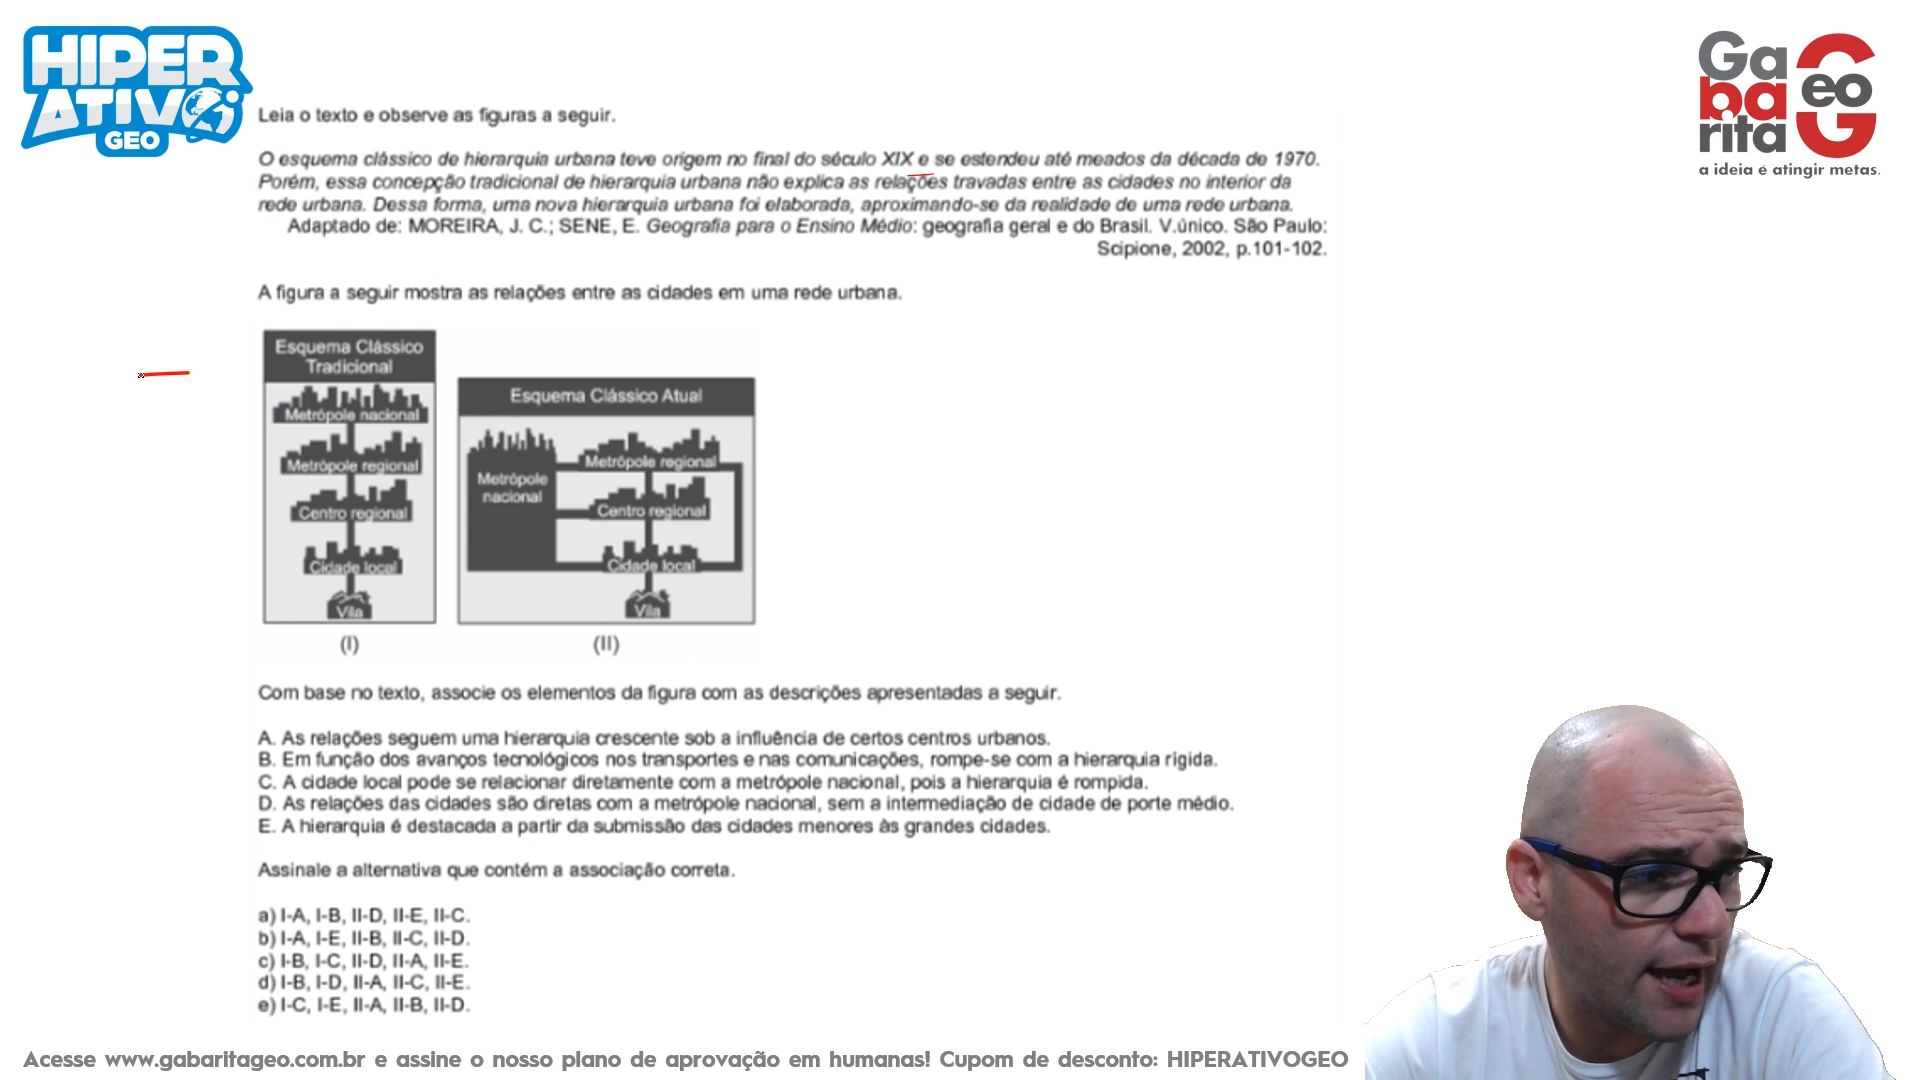 HIPER
ATIVO
GEO
Ga
ba eo
rita
a ideia é atingir metas.
Leia o texto e observe as figuras a seguir.
O esquema clássico de hierarquia urbana teve origem no final do século XIX e se estendeu até meados da década de 1970.
Porém, essa concepção tradicional de hierarquia urbana não explica as relações travadas entre as cidades no interior da
rede urbana. Dessa forma, uma nova hierarquia urbana foi elaborada, aproximando-se da realidade de uma rede urbana.
Adaptado de: MOREIRA, J. C.; SENE, E. Geografia para o Ensino Médio: geografia geral e do Brasil. V.único. São Paulo:
Scipione, 2002, p.101-102.
A figura a seguir mostra as relações entre as cidades em uma rede urbana.
Esquema Clássico
Tradicional
Metrópole nacional
Metrópole regional
Centro regional
Cidade local
Vila
(I)
Esquema Clássico Atual
Metrópole
nacional
Metrópole regional
Centro regional
Cidade local
Vila
(II)
Com base no texto, associe os elementos da figura com as descrições apresentadas a seguir.
A. As relações seguem uma hierarquia crescente sob a influência de certos centros urbanos.
B. Em função dos avanços tecnológicos nos transportes e nas comunicações, rompe-se com a hierarquia rígida.
C. A cidade local pode se relacionar diretamente com a metrópole nacional, pois a hierarquia é rompida.
D. As relações das cidades são diretas com a metrópole nacional, sem a intermediação de cidade de porte médio.
E. A hierarquia é destacada a partir da submissão das cidades menores às grandes cidades.
Assinale a alternativa que contém a associação correta.
a) I-A, I-B, II-D, II-E, II-C.
b) I-A, I-E, II-B, II-C, II-D.
c) I-B, I-C, II-D, II-A, II-E.
d) I-B, I-D, II-A, II-C, II-E.
e) I-C, I-E, II-A, II-B, II-D.
Acesse www.gabaritageo.com.br e assine o nosso plano de aprovação em humanas! Cupom de desconto: HIPERATIVOGEO